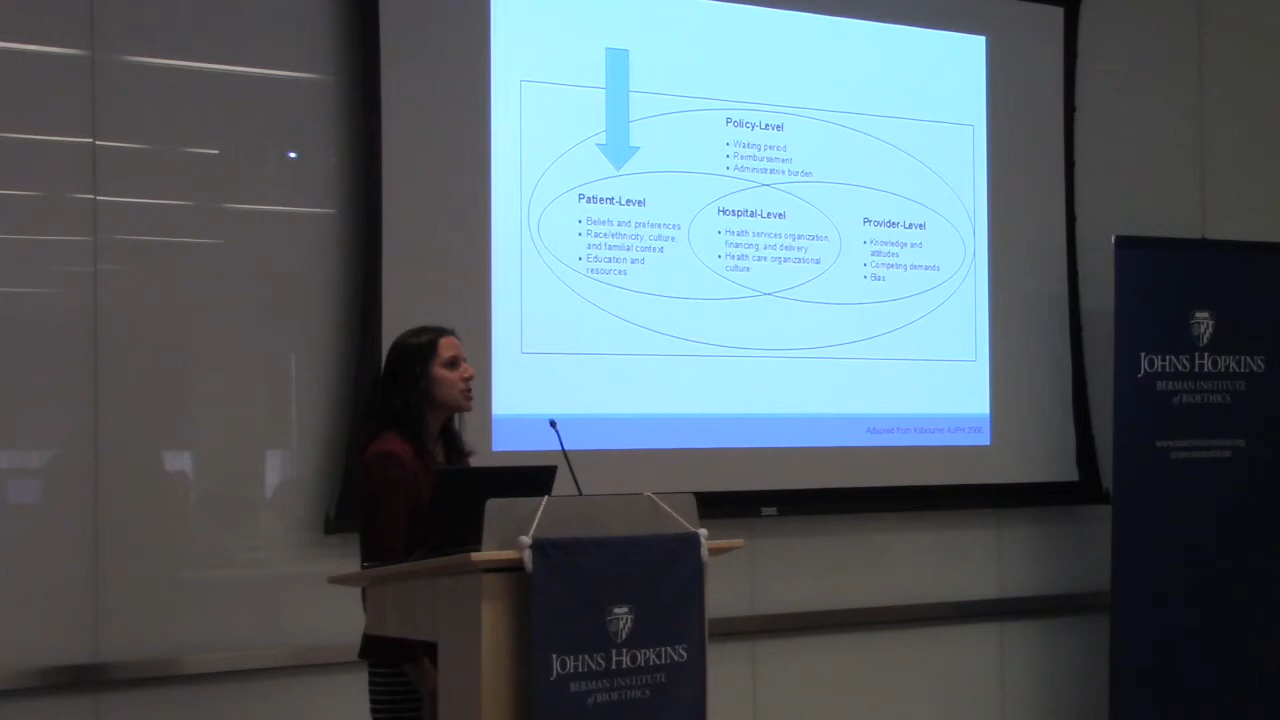 Policy-Level
• Waiting period
• Reimbursement
• Administrative burden
Patient-Level
• Beliefs and preferences
• Race/ethnicity, culture,
and familial context
• Education and
resources
Hospital-Level
• Health services organization,
financing, and delivery
• Health care organizational
culture
Provider-Level
• Knowledge and
attitudes
• Competing demands
• Bias
Adapted from Kilbourne AJPH 2006
JOHNS HOPKINS
BERMAN INSTITUTE
of BIOETHICS
JOHNS HOPKINS
BERMAN INSTITUTE
of BIOETHICS